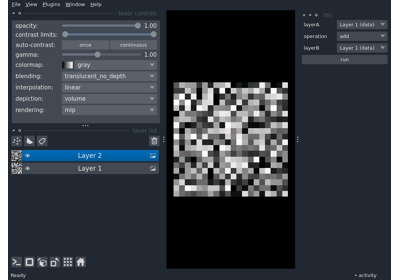 File View Plugins Window Help
layer controls
opacity: 1.00
contrast limits:
auto-contrast: once continuous
gamma: 1.00
colormap: gray
blending: translucent_no_depth
interpolation: linear
depiction: volume
rendering: mip
layer list
Layer 2
Layer 1
layerA Layer 1 (data)
operation add
layerB Layer 1 (data)
run
Ready
activity